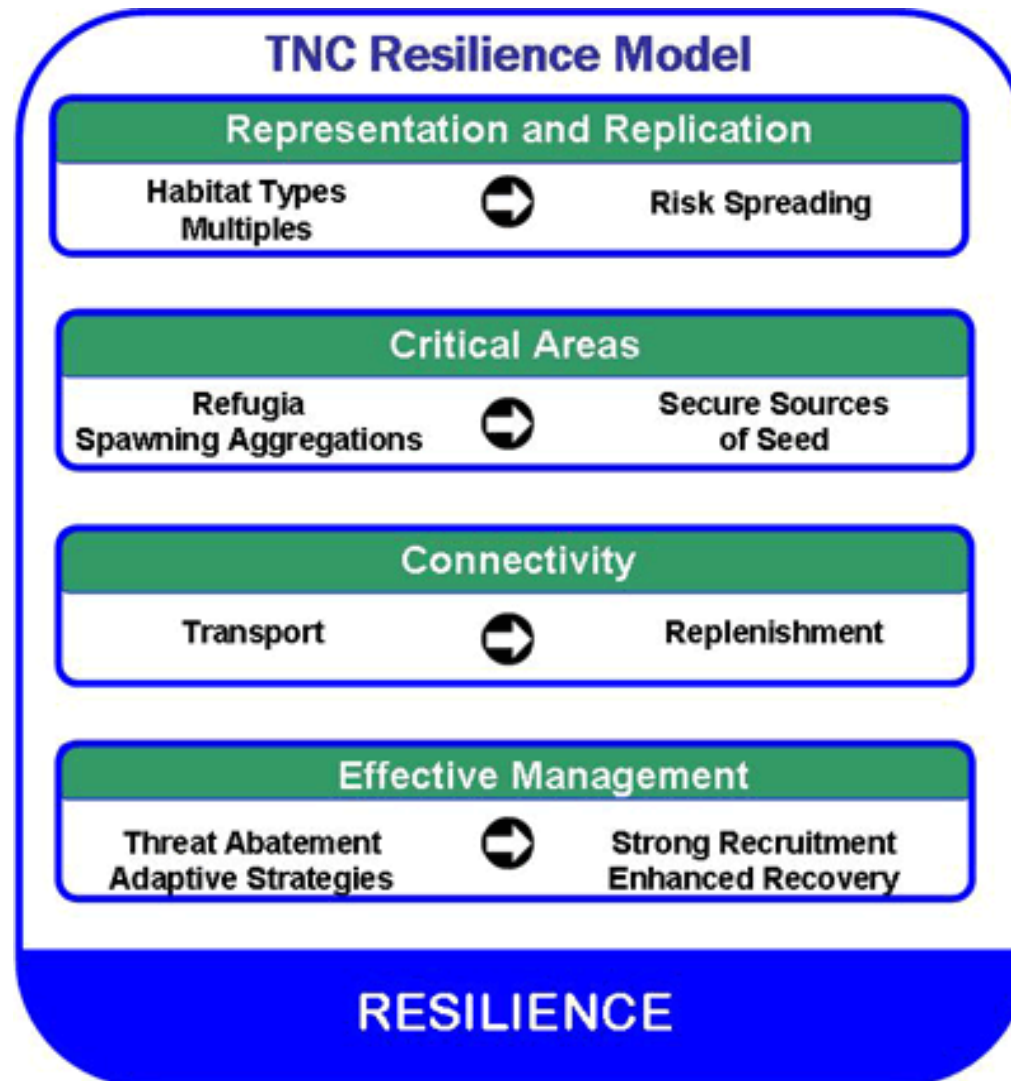 TNC Resilience Model
Representation and Replication
Habitat Types
Multiples
Risk Spreading
Critical Areas
Refugia
Spawning Aggregations
Secure Sources
of Seed
Connectivity
Transport
Replenishment
Effective Management
Threat Abatement
Adaptive Strategies
Strong Recruitment
Enhanced Recovery
RESILIENCE